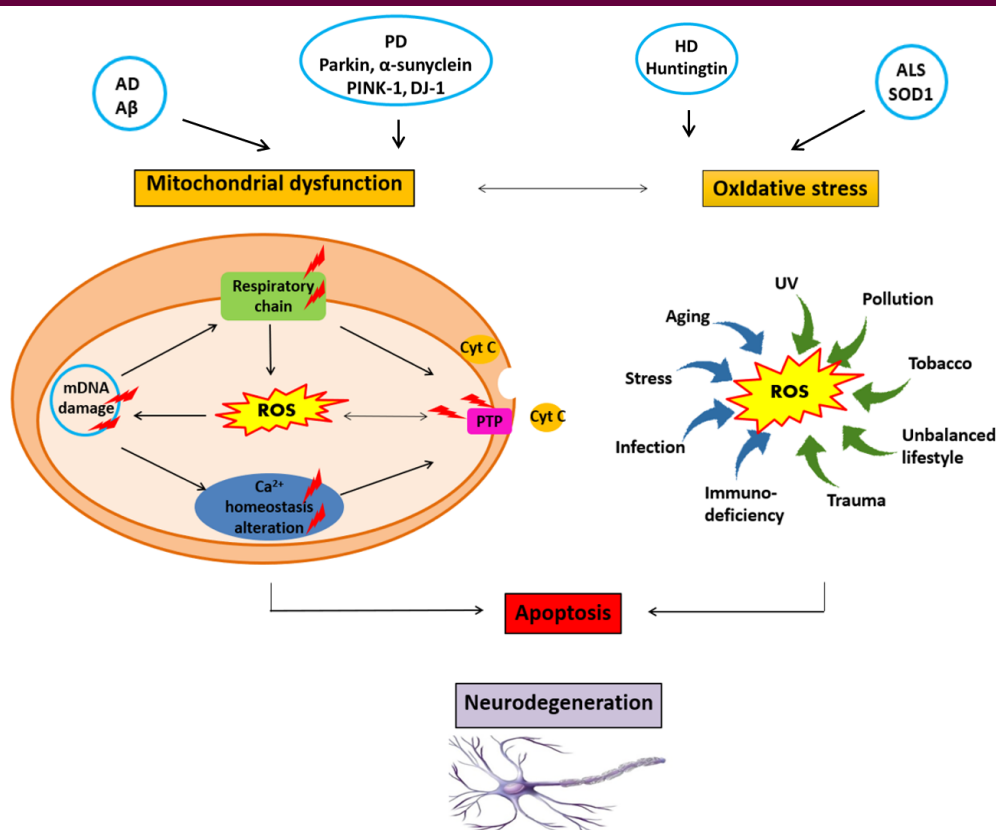 AD
Aβ
PD
Parkin, α-sunyclein
PINK-1, DJ-1
HD
Huntingtin
ALS
SOD1
Mitochondrial dysfunction
OxIdative stress
Respiratory
chain
mDNA
damage
ROS
Cyt C
PTP
Cyt C
Ca²⁺
homeostasis
alteration
UV
Pollution
Aging
Tobacco
Stress
ROS
Infection
Unbalanced
lifestyle
Immuno-
deficiency
Trauma
Apoptosis
Neurodegeneration